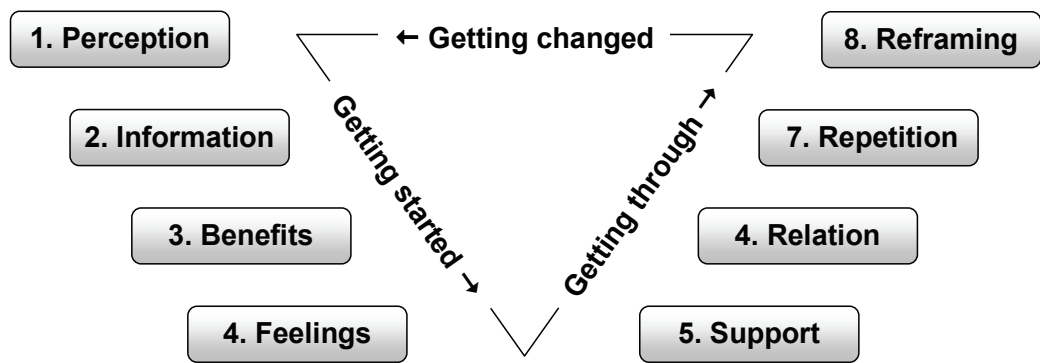 1. Perception
← Getting changed
8. Reframing
2. Information
7. Repetition
3. Benefits
4. Relation
4. Feelings
5. Support
Getting started →
Getting through →